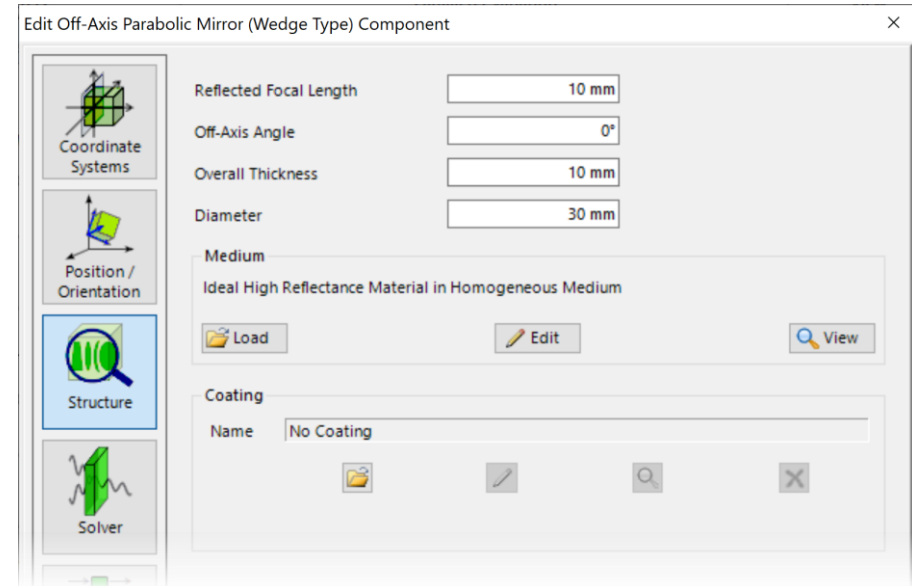 Edit Off-Axis Parabolic Mirror (Wedge Type) Component
Coordinate
Systems
Position /
Orientation
Structure
Solver
Reflected Focal Length 10 mm
Off-Axis Angle 0°
Overall Thickness 10 mm
Diameter 30 mm
Medium
Ideal High Reflectance Material in Homogeneous Medium
Load Edit View
Coating
Name No Coating